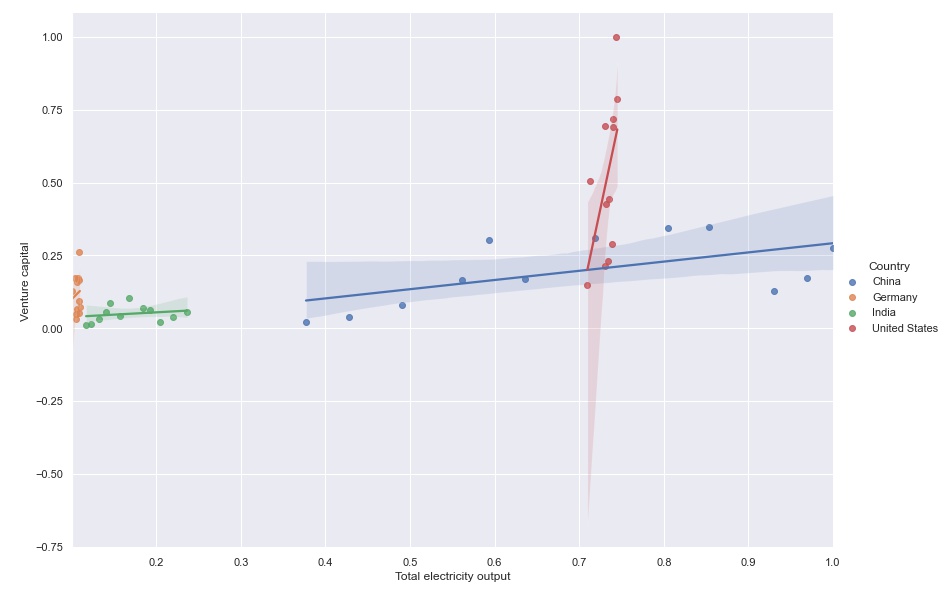 1.00
0.75
0.50
0.25
0.00
−0.25
−0.50
−0.75
Venture capital
0.2 0.3 0.4 0.5 0.6 0.7 0.8 0.9 1.0
Total electricity output
Country
China
Germany
India
United States